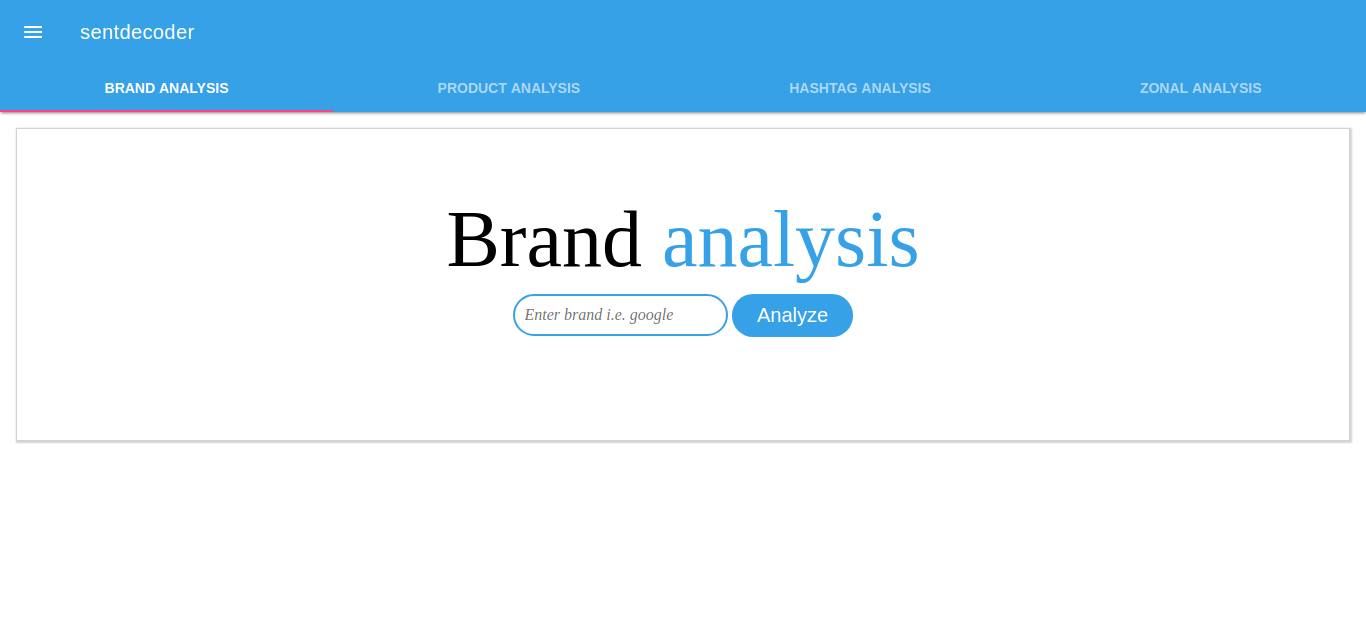 sentdecoder
BRAND ANALYSIS PRODUCT ANALYSIS HASHTAG ANALYSIS ZONAL ANALYSIS
Brand analysis
Enter brand i.e. google Analyze